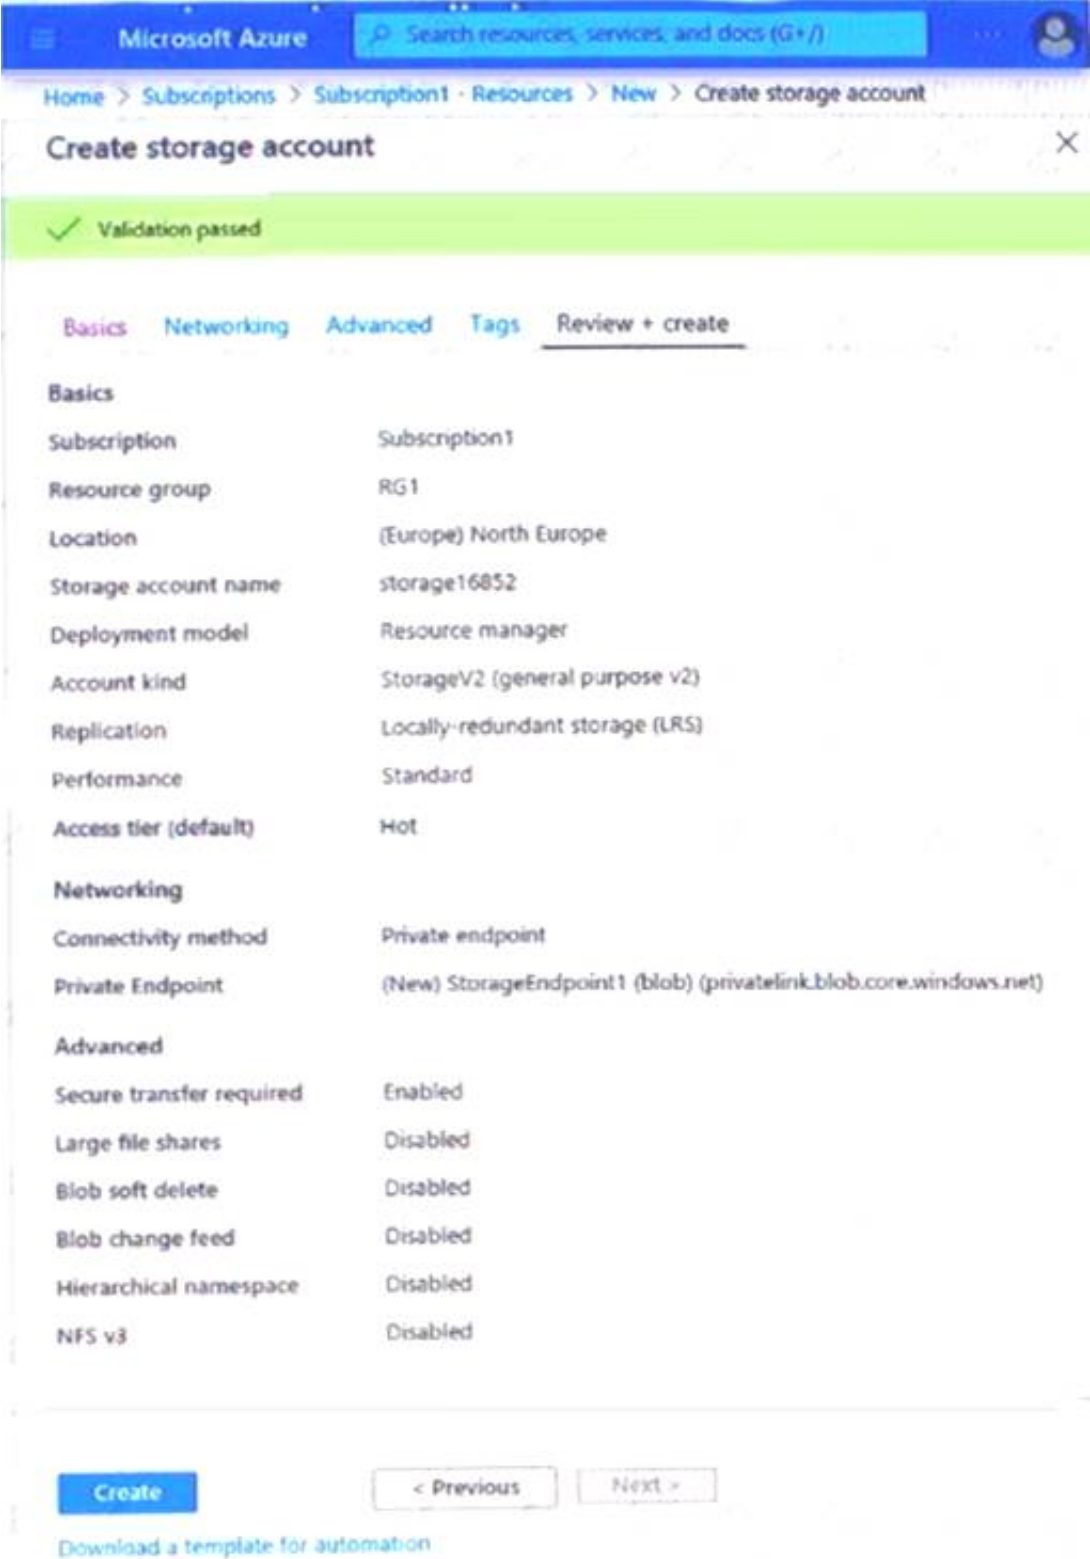 Microsoft Azure
Search resources, services, and docs (G+/)
Home > Subscriptions > Subscription1 - Resources > New > Create storage account
Create storage account
Validation passed
Basics Networking Advanced Tags Review + create
Basics
Subscription Subscription1
Resource group RG1
Location (Europe) North Europe
Storage account name storage16852
Deployment model Resource manager
Account kind StorageV2 (general purpose v2)
Replication Locally-redundant storage (LRS)
Performance Standard
Access tier (default) Hot
Networking
Connectivity method Private endpoint
Private Endpoint (New) StorageEndpoint1 (blob) (privatelink.blob.core.windows.net)
Advanced
Secure transfer required Enabled
Large file shares Disabled
Blob soft delete Disabled
Blob change feed Disabled
Hierarchical namespace Disabled
NFS v3 Disabled
Create < Previous Next >
Download a template for automation